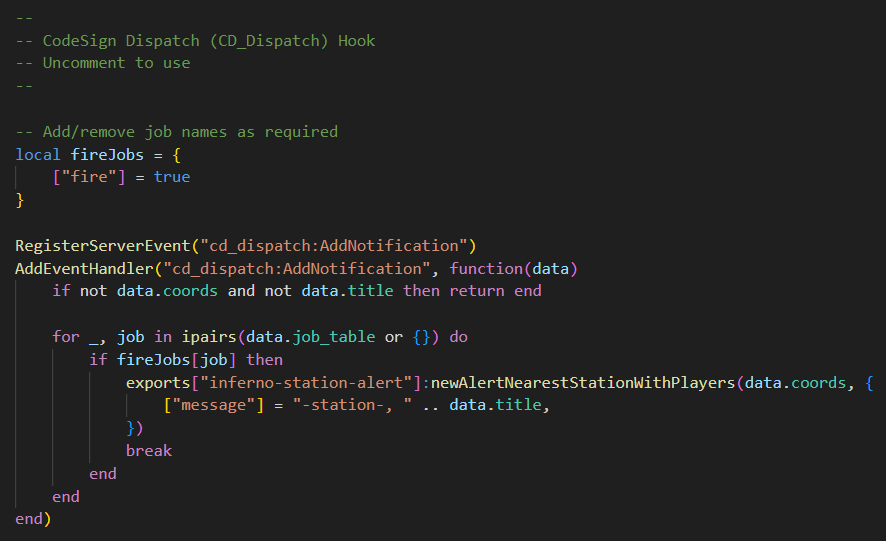 --
-- CodeSign Dispatch (CD_Dispatch) Hook
-- Uncomment to use
--

-- Add/remove job names as required
local fireJobs = {
    ["fire"] = true
}

RegisterServerEvent("cd_dispatch:AddNotification")
AddEventHandler("cd_dispatch:AddNotification", function(data)
    if not data.coords and not data.title then return end

    for _, job in ipairs(data.job_table or {}) do
        if fireJobs[job] then
            exports["inferno-station-alert"]:newAlertNearestStationWithPlayers(data.coords, {
                ["message"] = "-station-, " .. data.title,
            })
            break
        end
    end
end)